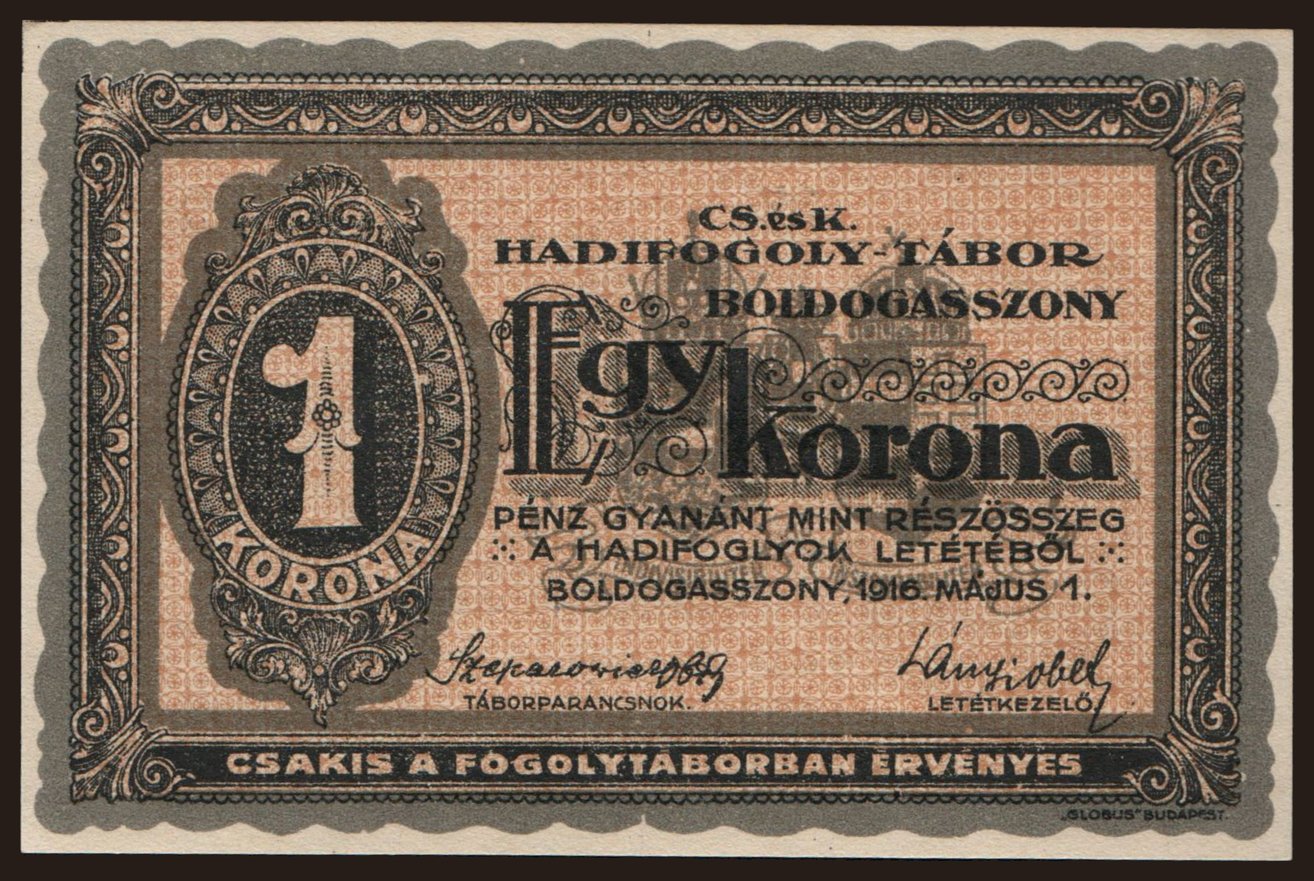 CS. és K.
HADIFOGOLY-TÁBOR
BOLDOGASSZONY
1
KORONA
Egy korona
PÉNZ GYANÁNT MINT RÉSZÖSSZEG
A HADIFOGLYOK LETÉTÉBŐL
BOLDOGASSZONY, 1916. MÁJUS 1.
TÁBORPARANCSNOK.
LETÉTKEZELŐ.
CSAKIS A FOGOLYTÁBORBAN ÉRVÉNYES
„GLOBUS" BUDAPEST.